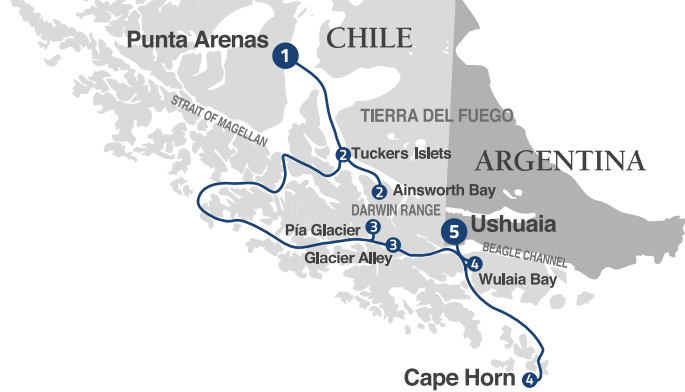 Punta Arenas
1
CHILE
STRAIT OF MAGELLAN
TIERRA DEL FUEGO
2 Tuckers Islets
ARGENTINA
2 Ainsworth Bay
DARWIN RANGE
Pía Glacier 3
5 Ushuaia
Glacier Alley 3
BEAGLE CHANNEL
4
Wulaia Bay
Cape Horn 4